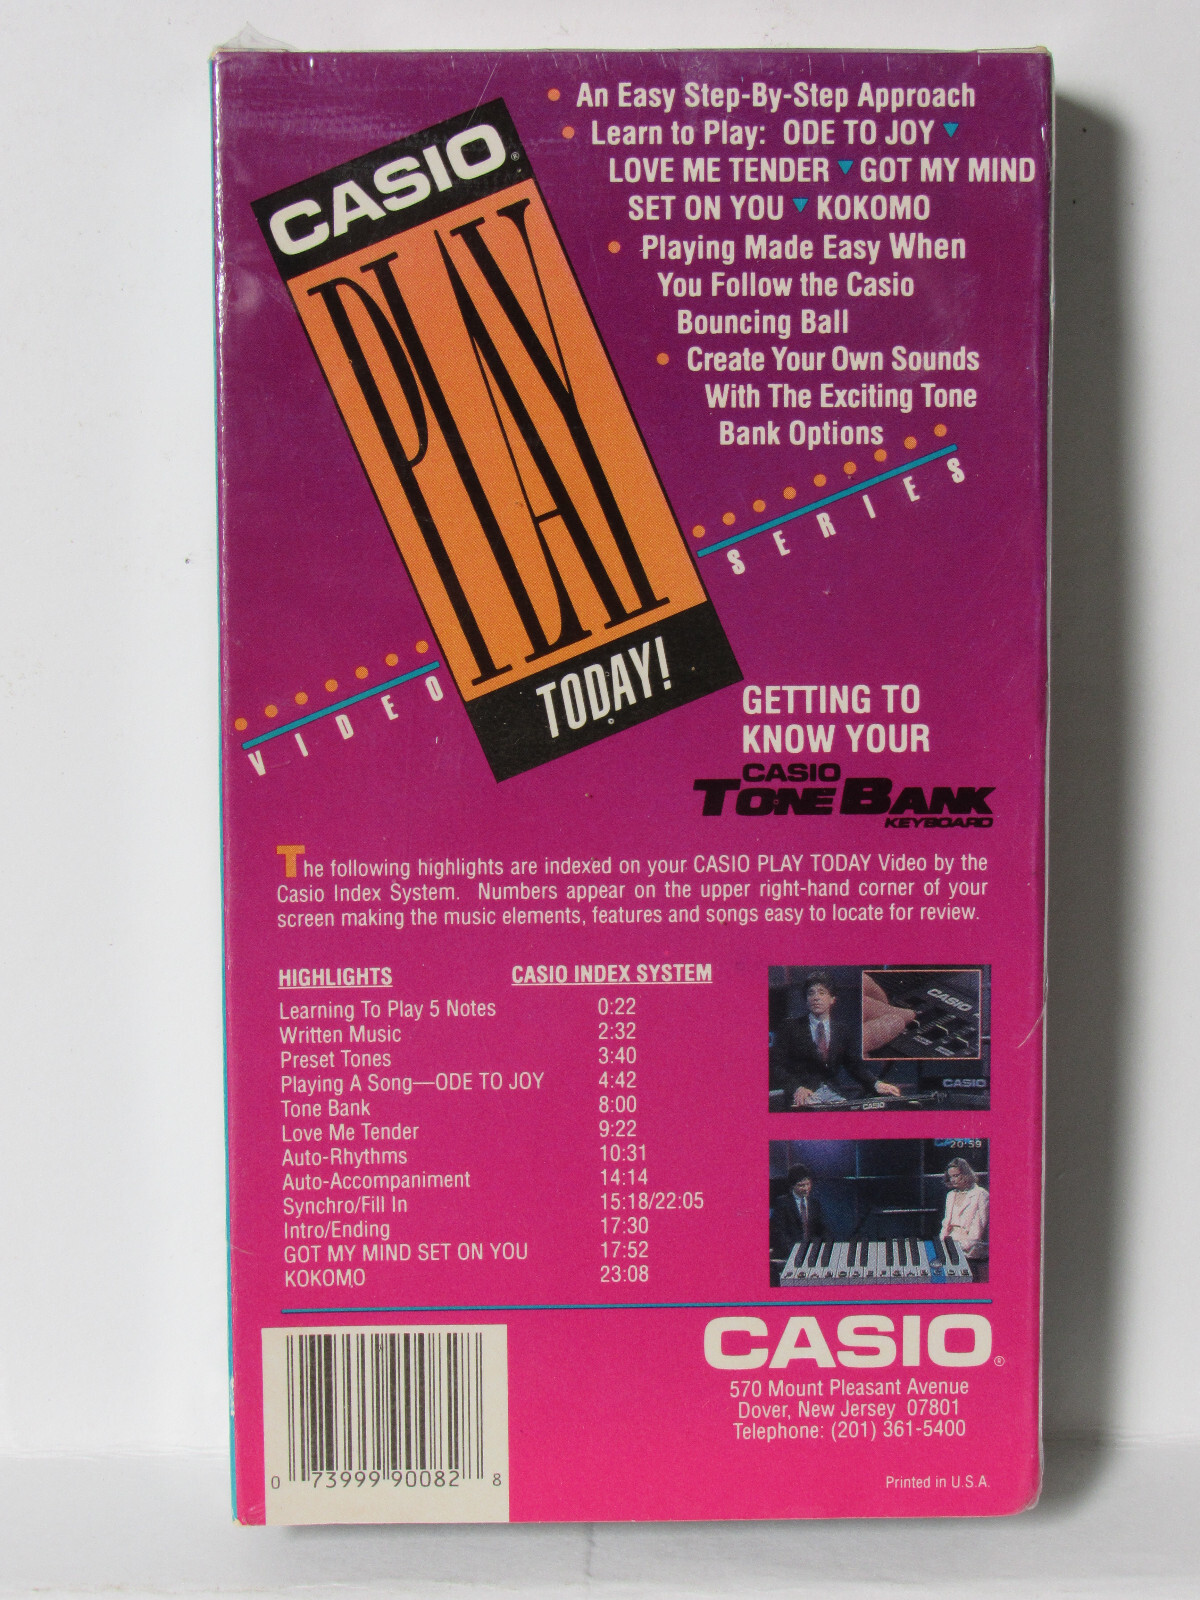 CASIO®
PLAY
TODAY!
©
VIDEO
SERIES
• An Easy Step-By-Step Approach
• Learn to Play: ODE TO JOY ▼
LOVE ME TENDER ▼ GOT MY MIND
SET ON YOU ▼ KOKOMO
• Playing Made Easy When
You Follow the Casio
Bouncing Ball
• Create Your Own Sounds
With The Exciting Tone
Bank Options
GETTING TO
KNOW YOUR
CASIO
TONE BANK
KEYBOARD
The following highlights are indexed on your CASIO PLAY TODAY Video by the
Casio Index System. Numbers appear on the upper right-hand corner of your
screen making the music elements, features and songs easy to locate for review.
HIGHLIGHTS CASIO INDEX SYSTEM
Learning To Play 5 Notes 0:22
Written Music 2:32
Preset Tones 3:40
Playing A Song—ODE TO JOY 4:42
Tone Bank 8:00
Love Me Tender 9:22
Auto-Rhythms 10:31
Auto-Accompaniment 14:14
Synchro/Fill In 15:18/22:05
Intro/Ending 17:30
GOT MY MIND SET ON YOU 17:52
KOKOMO 23:08
CASIO
CASIO
CASIO
20:59
CASIO®
570 Mount Pleasant Avenue
Dover, New Jersey 07801
Telephone: (201) 361-5400
Printed in U.S.A.
0 73999 90082 8